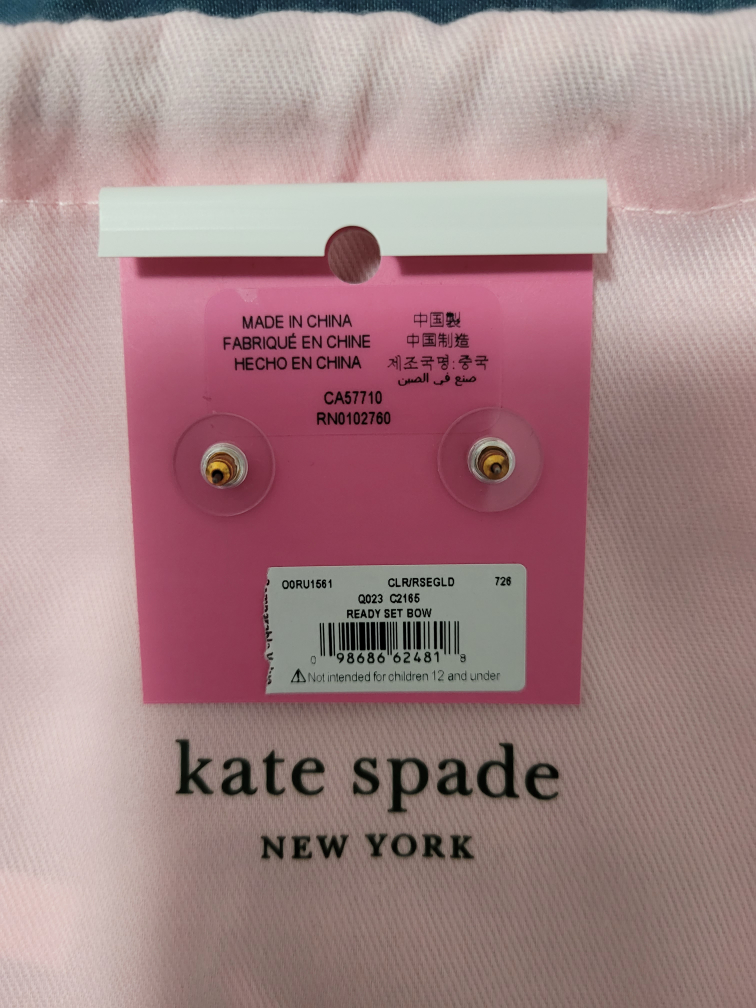 MADE IN CHINA
FABRIQUÉ EN CHINE
HECHO EN CHINA
中国製
中国制造
제조국명:중국
صنع في الصين
CA57710
RN0102760
O0RU1561 CLR/RSEGLD 726
Q023 C2165
READY SET BOW
0 98686 62481 8
⚠Not intended for children 12 and under
kate spade
NEW YORK